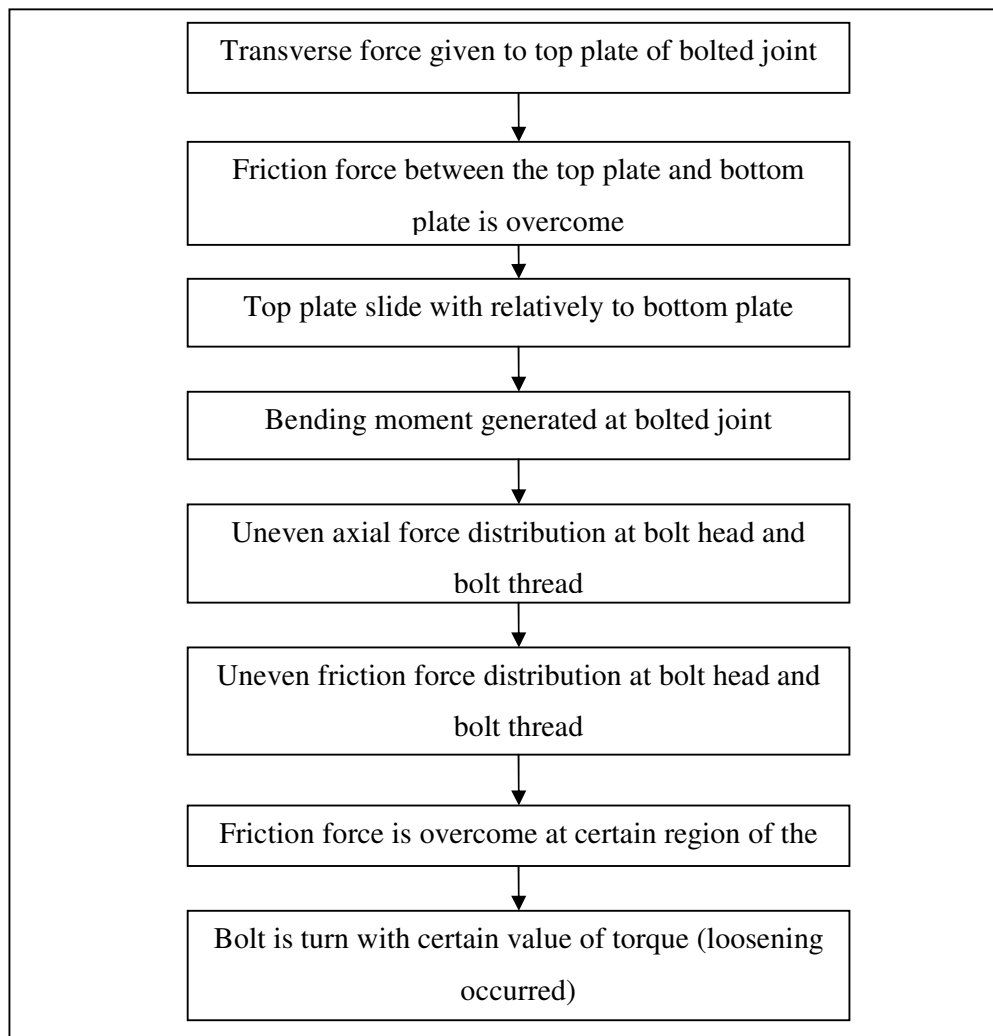 Transverse force given to top plate of bolted joint
Friction force between the top plate and bottom
plate is overcome
Top plate slide with relatively to bottom plate
Bending moment generated at bolted joint
Uneven axial force distribution at bolt head and
bolt thread
Uneven friction force distribution at bolt head and
bolt thread
Friction force is overcome at certain region of the
Bolt is turn with certain value of torque (loosening
occurred)